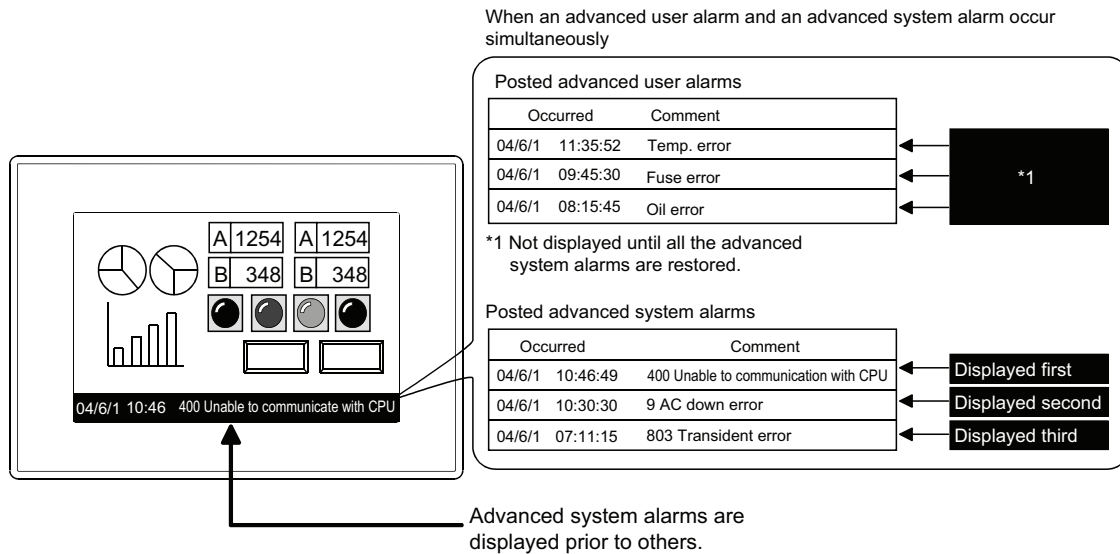 When an advanced user alarm and an advanced system alarm occur
simultaneously
Posted advanced user alarms
Occurred Comment
04/6/1 11:35:52 Temp. error
04/6/1 09:45:30 Fuse error
04/6/1 08:15:45 Oil error
*1
*1 Not displayed until all the advanced
system alarms are restored.
Posted advanced system alarms
Occurred Comment
04/6/1 10:46:49 400 Unable to communication with CPU Displayed first
04/6/1 10:30:30 9 AC down error Displayed second
04/6/1 07:11:15 803 Transident error Displayed third
A 1254 A 1254
B 348 B 348
04/6/1 10:46 400 Unable to communicate with CPU
Advanced system alarms are
displayed prior to others.